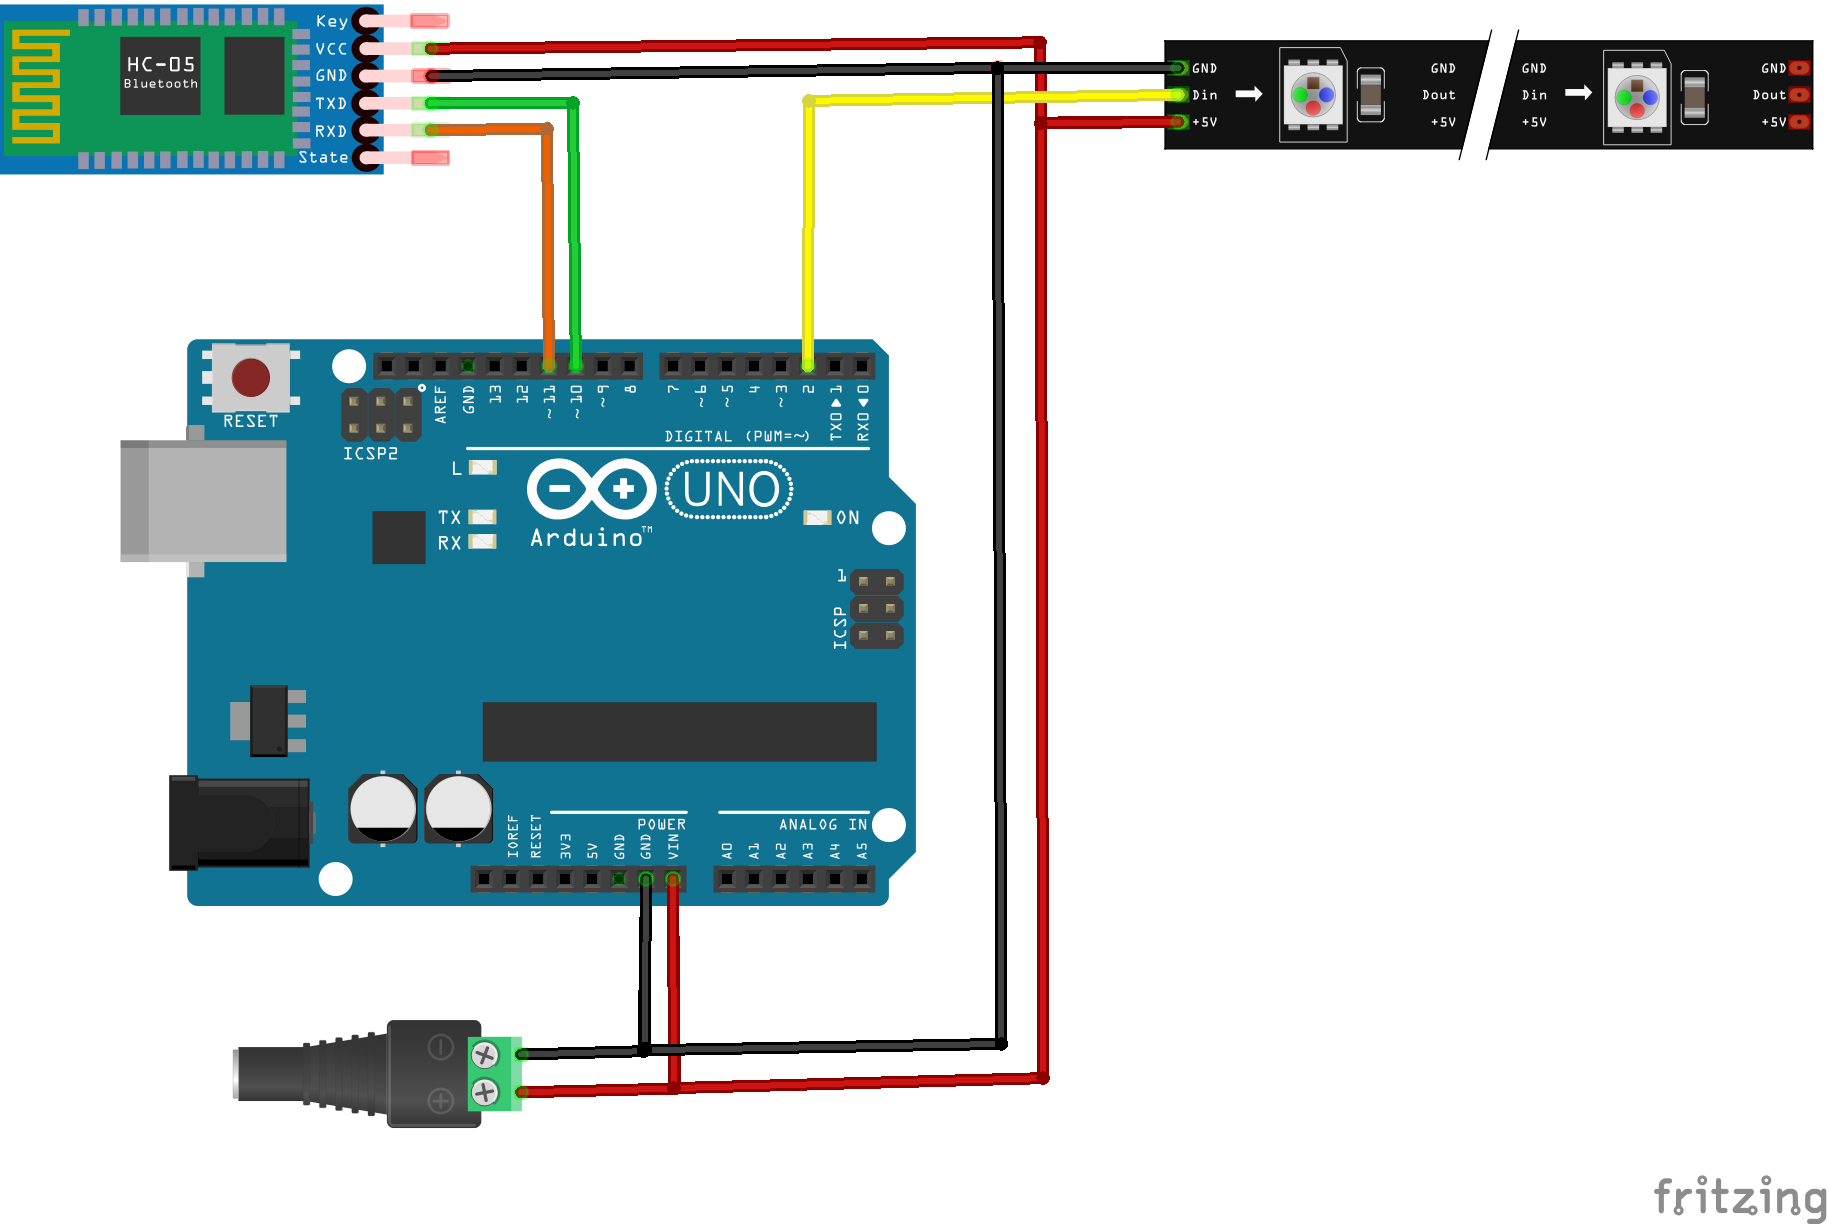 Key
VCC
GND
TXD
RXD
State
HC-05
Bluetooth
GND
Din
+5V
GND
Dout
+5V
GND
Din
+5V
GND
Dout
+5V
RESET
ICSP2
AREF
GND
13
12
~11
~10
~9
8
7
~6
~5
4
~3
2
TX0▶1
RX0◀0
DIGITAL (PWM=~)
L
TX
RX
UNO
Arduino™
ON
1
ICSP
IOREF
RESET
3V3
5V
GND
GND
VIN
POWER
ANALOG IN
A0
A1
A2
A3
A4
A5
fritzing